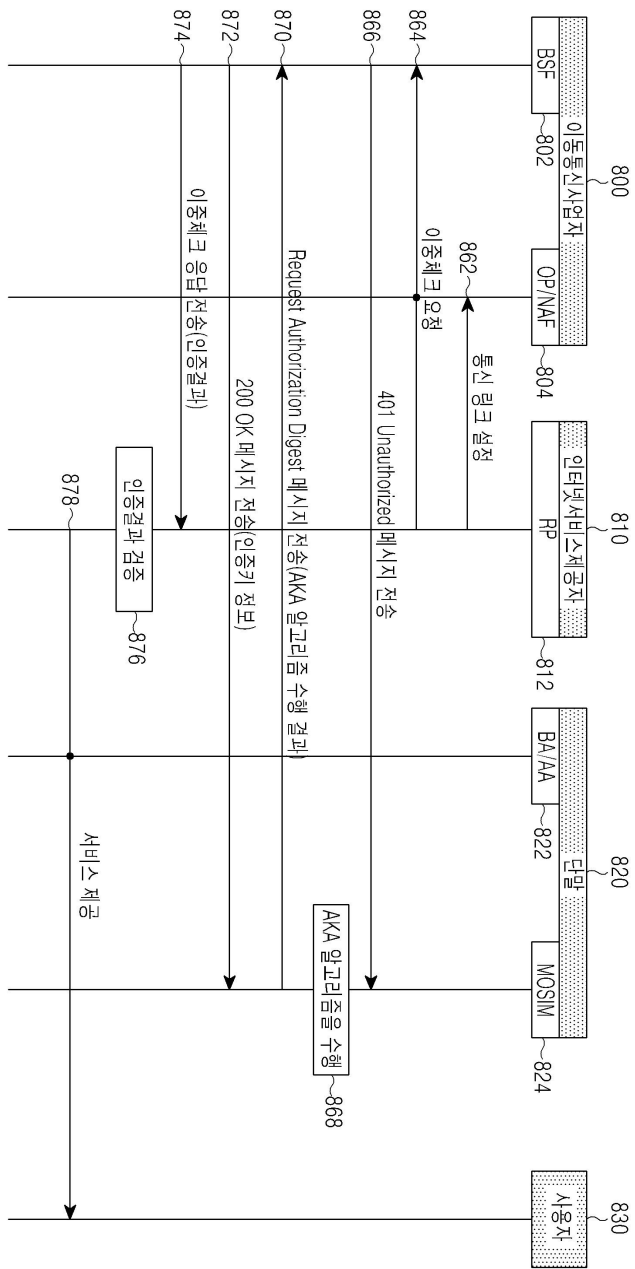 800
810
820
830
이동통신사업자
인터넷서비스제공자
단말
사용자
BSF
OP/NAF
RP
BA/AA
MOSIM
802
804
812
822
824
통신 링크 설정
862
이중체크 요청
864
401 Unauthorized 메시지 전송
866
AKA 알고리즘을 수행
868
Request Authorization Digest 메시지 전송(AKA 알고리즘 수행 결과)
870
200 OK 메시지 전송(인증키 정보)
872
이중체크 응답 전송(인증결과)
874
인증결과 검증
876
878
서비스 제공